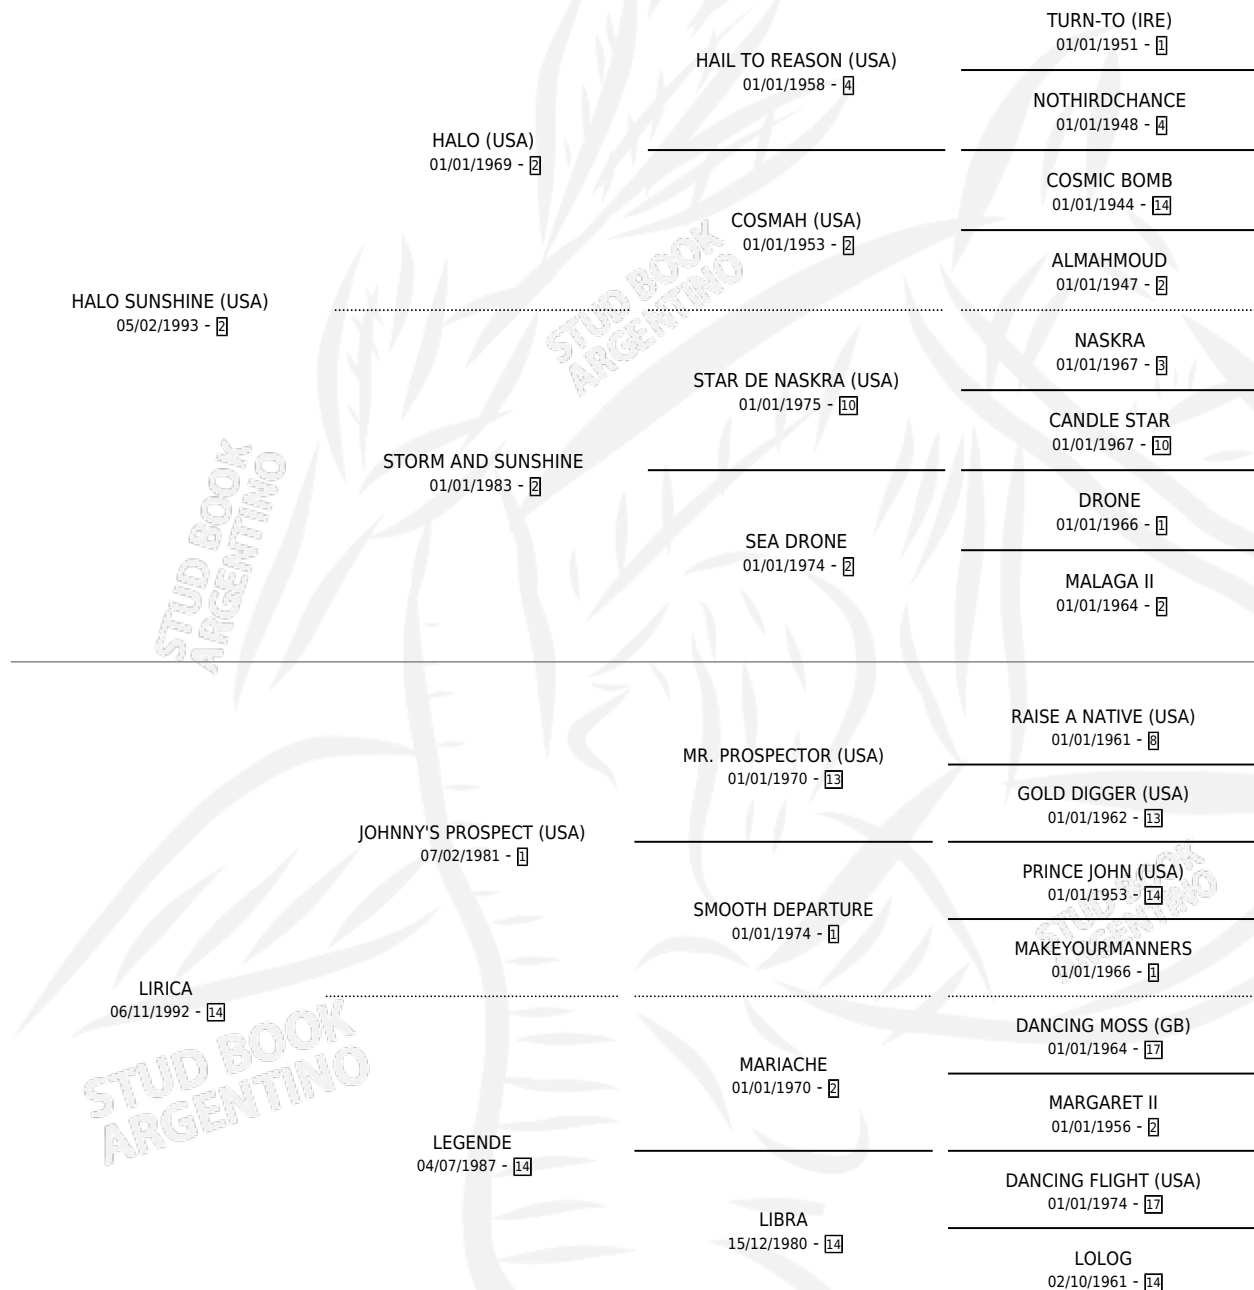 TURN-TO (IRE)
01/01/1951 - 1
HAIL TO REASON (USA)
01/01/1958 - 4
NOTHIRDCHANCE
01/01/1948 - 4
HALO (USA)
01/01/1969 - 2
COSMIC BOMB
01/01/1944 - 14
COSMAH (USA)
01/01/1953 - 2
ALMAHMOUD
01/01/1947 - 2
HALO SUNSHINE (USA)
05/02/1993 - 2
NASKRA
01/01/1967 - 3
STAR DE NASKRA (USA)
01/01/1975 - 10
CANDLE STAR
01/01/1967 - 10
STORM AND SUNSHINE
01/01/1983 - 2
DRONE
01/01/1966 - 1
SEA DRONE
01/01/1974 - 2
MALAGA II
01/01/1964 - 2
RAISE A NATIVE (USA)
01/01/1961 - 8
MR. PROSPECTOR (USA)
01/01/1970 - 13
GOLD DIGGER (USA)
01/01/1962 - 13
JOHNNY'S PROSPECT (USA)
07/02/1981 - 1
PRINCE JOHN (USA)
01/01/1953 - 14
SMOOTH DEPARTURE
01/01/1974 - 1
MAKEYOURMANNERS
01/01/1966 - 1
LIRICA
06/11/1992 - 14
DANCING MOSS (GB)
01/01/1964 - 17
MARIACHE
01/01/1970 - 2
MARGARET II
01/01/1956 - 2
LEGENDE
04/07/1987 - 14
DANCING FLIGHT (USA)
01/01/1974 - 17
LIBRA
15/12/1980 - 14
LOLOG
02/10/1961 - 14
STUD BOOK
ARGENTINO
STUD BOOK
ARGENTINO
STUD BOOK
ARGENTINO
STUD BOOK
ARGENTINO